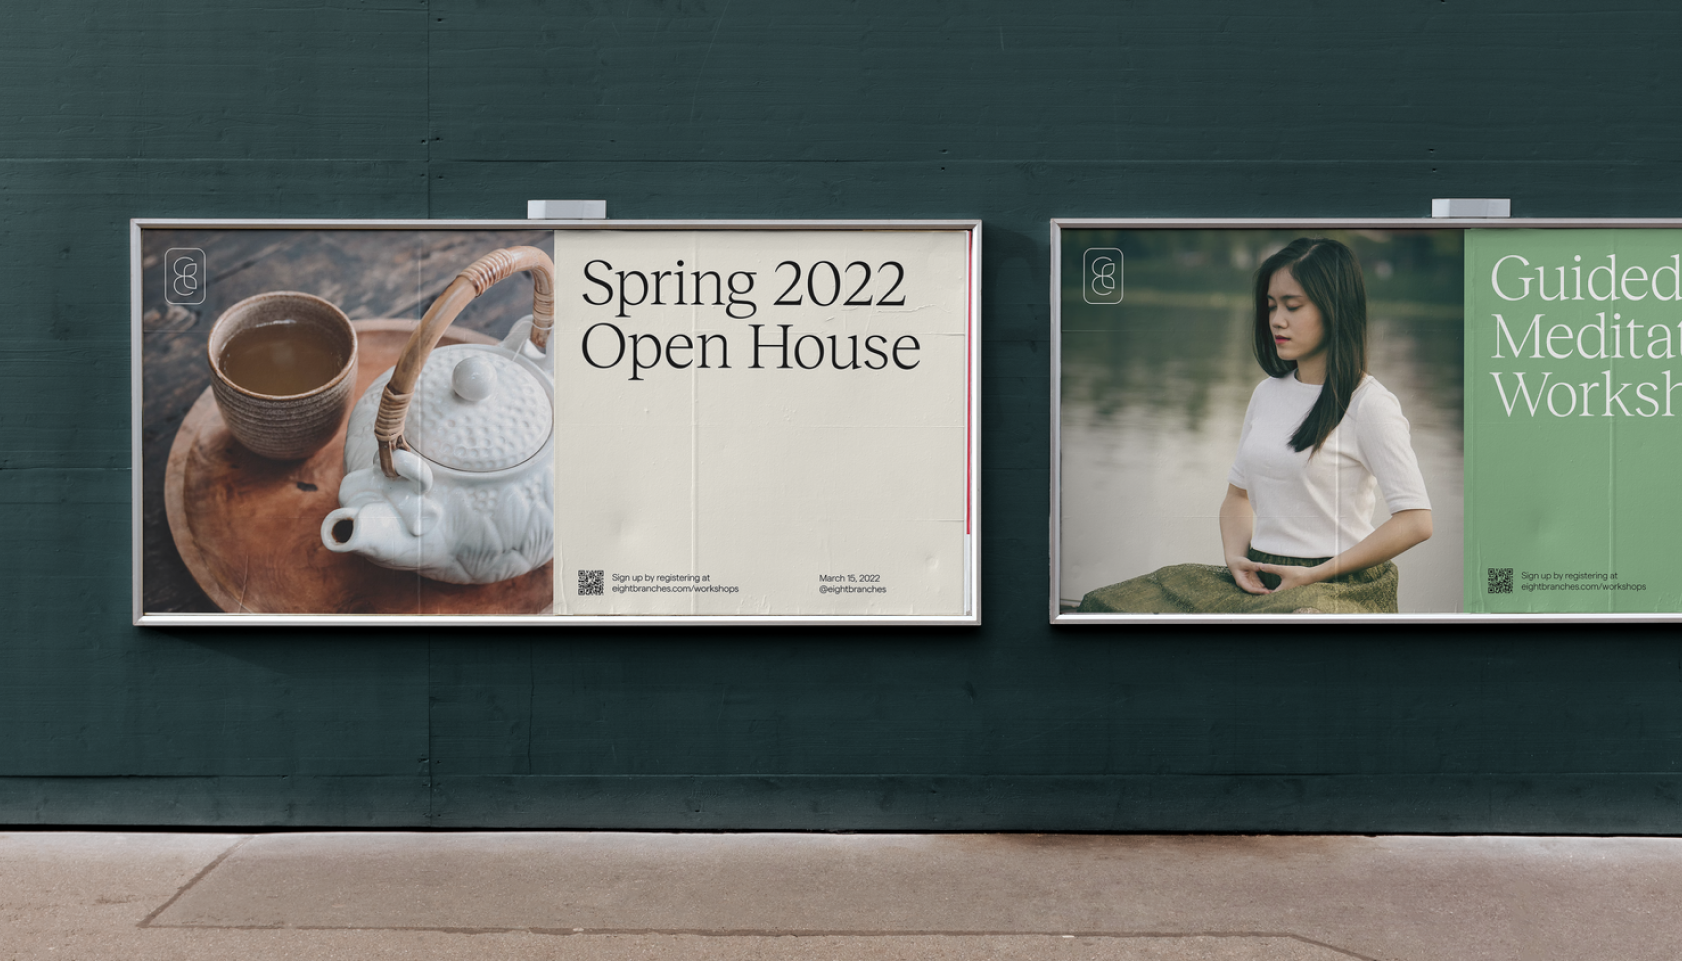 Spring 2022
Open House
Sign up by registering at
eightbranches.com/workshops
March 15, 2022
@eightbranches
Guided
Meditat
Worksh
Sign up by registering at
eightbranches.com/workshops